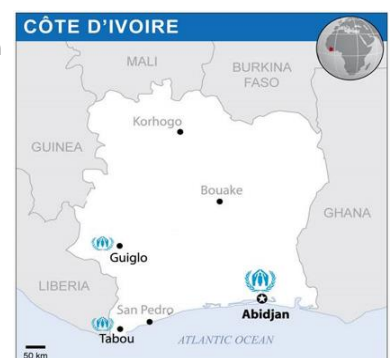 CÔTE D'IVOIRE
MALI
BURKINA
FASO
Korhogo
GUINEA
Bouake
GHANA
Guiglo
LIBERIA
San Pedro
Abidjan
Tabou
ATLANTIC OCEAN
50 km